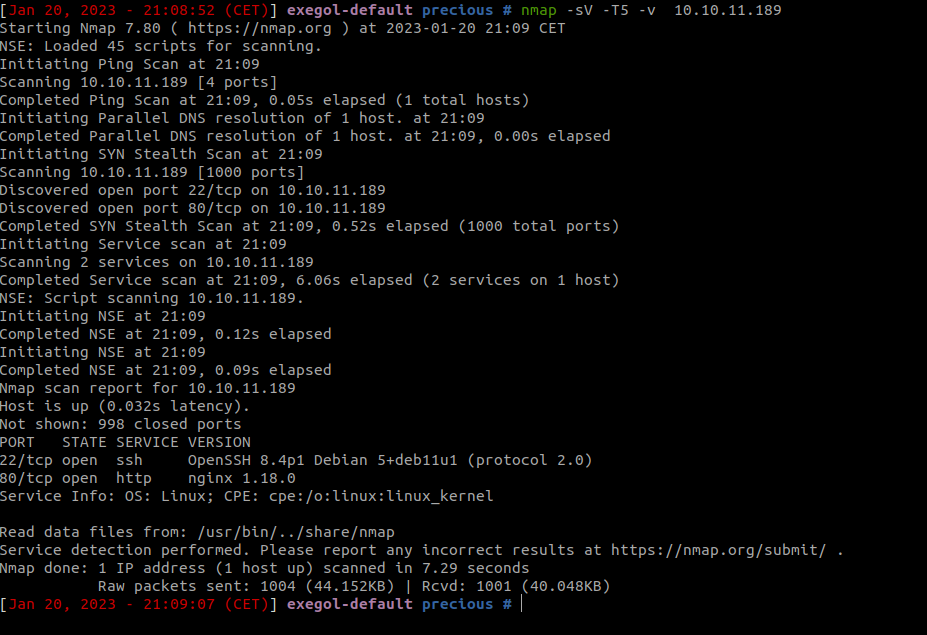 [Jan 20, 2023 - 21:08:52 (CET)] exegol-default precious # nmap -sV -T5 -v  10.10.11.189
Starting Nmap 7.80 ( https://nmap.org ) at 2023-01-20 21:09 CET
NSE: Loaded 45 scripts for scanning.
Initiating Ping Scan at 21:09
Scanning 10.10.11.189 [4 ports]
Completed Ping Scan at 21:09, 0.05s elapsed (1 total hosts)
Initiating Parallel DNS resolution of 1 host. at 21:09
Completed Parallel DNS resolution of 1 host. at 21:09, 0.00s elapsed
Initiating SYN Stealth Scan at 21:09
Scanning 10.10.11.189 [1000 ports]
Discovered open port 22/tcp on 10.10.11.189
Discovered open port 80/tcp on 10.10.11.189
Completed SYN Stealth Scan at 21:09, 0.52s elapsed (1000 total ports)
Initiating Service scan at 21:09
Scanning 2 services on 10.10.11.189
Completed Service scan at 21:09, 6.06s elapsed (2 services on 1 host)
NSE: Script scanning 10.10.11.189.
Initiating NSE at 21:09
Completed NSE at 21:09, 0.12s elapsed
Initiating NSE at 21:09
Completed NSE at 21:09, 0.09s elapsed
Nmap scan report for 10.10.11.189
Host is up (0.032s latency).
Not shown: 998 closed ports
PORT   STATE SERVICE VERSION
22/tcp open  ssh     OpenSSH 8.4p1 Debian 5+deb11u1 (protocol 2.0)
80/tcp open  http    nginx 1.18.0
Service Info: OS: Linux; CPE: cpe:/o:linux:linux_kernel

Read data files from: /usr/bin/../share/nmap
Service detection performed. Please report any incorrect results at https://nmap.org/submit/ .
Nmap done: 1 IP address (1 host up) scanned in 7.29 seconds
           Raw packets sent: 1004 (44.152KB) | Rcvd: 1001 (40.048KB)
[Jan 20, 2023 - 21:09:07 (CET)] exegol-default precious #